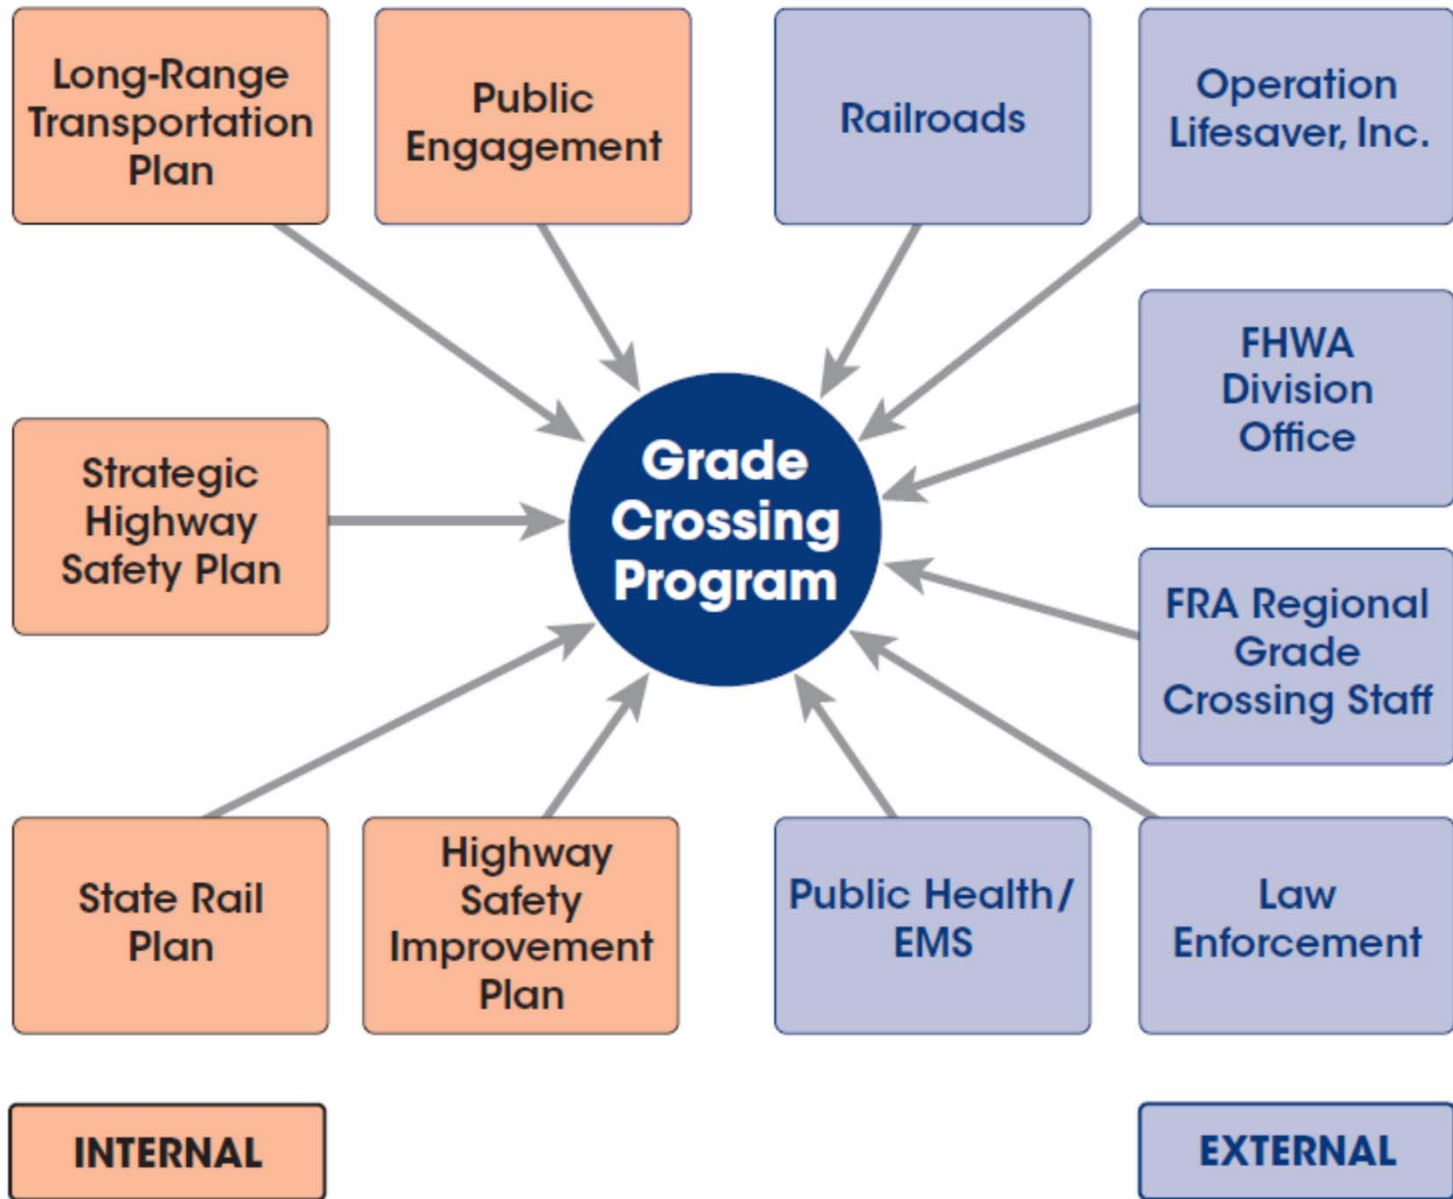 Long-Range
Transportation
Plan
Public
Engagement
Railroads
Operation
Lifesaver, Inc.
FHWA
Division
Office
Strategic
Highway
Safety Plan
Grade
Crossing
Program
FRA Regional
Grade
Crossing Staff
State Rail
Plan
Highway
Safety
Improvement
Plan
Public Health/
EMS
Law
Enforcement
INTERNAL
EXTERNAL